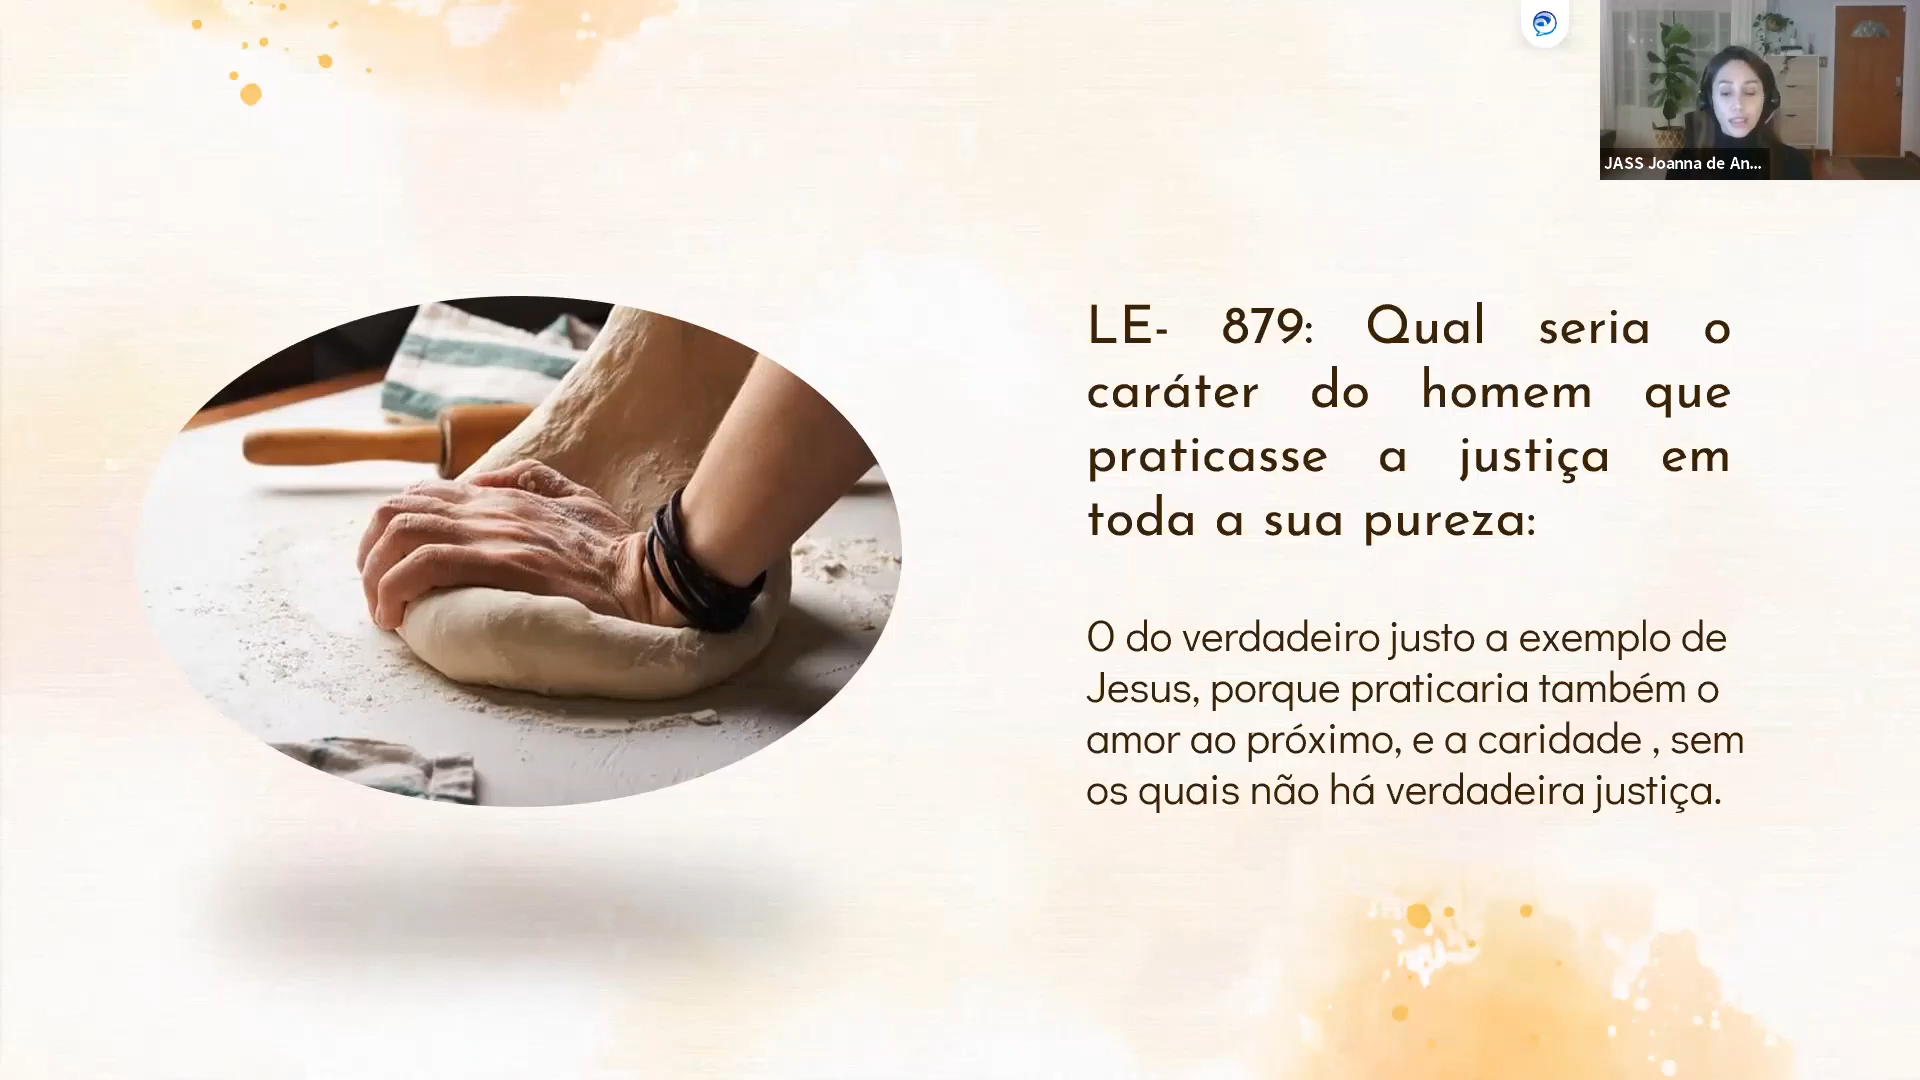 JASS Joanna de An...
LE- 879: Qual seria o
caráter do homem que
praticasse a justiça em
toda a sua pureza:
O do verdadeiro justo a exemplo de
Jesus, porque praticaria também o
amor ao próximo, e a caridade , sem
os quais não há verdadeira justiça.